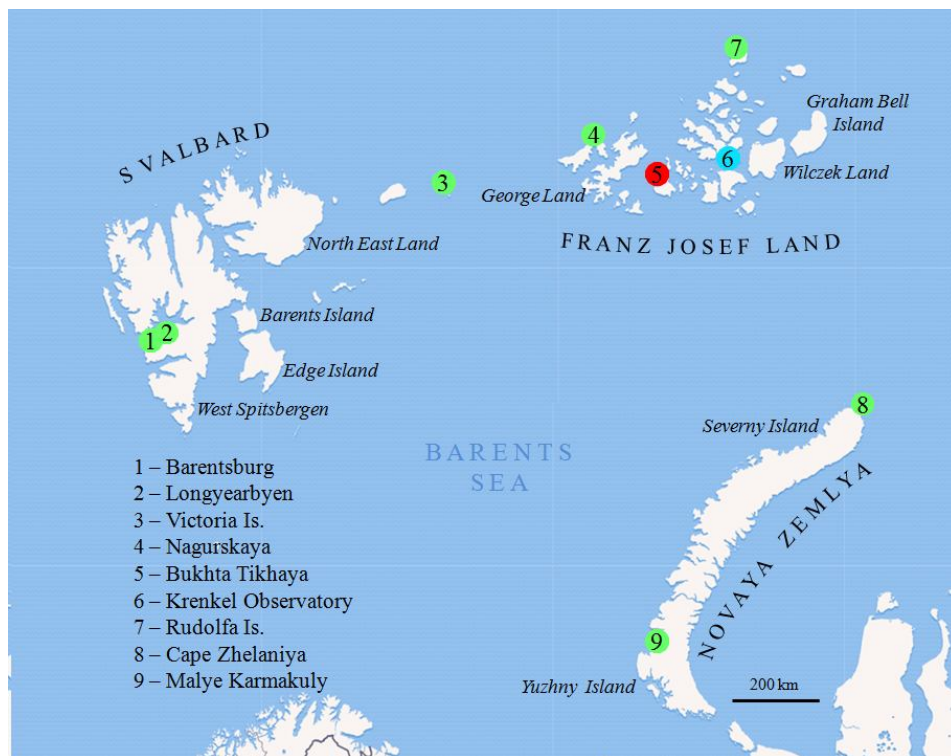 7
Graham Bell
Island
4
SVALBARD
6
5
3
Wilczek Land
George Land
North East Land
FRANZ JOSEF LAND
Barents Island
2
1
Edge Island
8
West Spitsbergen
Severny Island
BARENTS
SEA
NOVAYA ZEMLYA
1 – Barentsburg
2 – Longyearbyen
3 – Victoria Is.
4 – Nagurskaya
5 – Bukhta Tikhaya
6 – Krenkel Observatory
7 – Rudolfa Is.
8 – Cape Zhelaniya
9 – Malye Karmakuly
9
Yuzhny Island
200 km